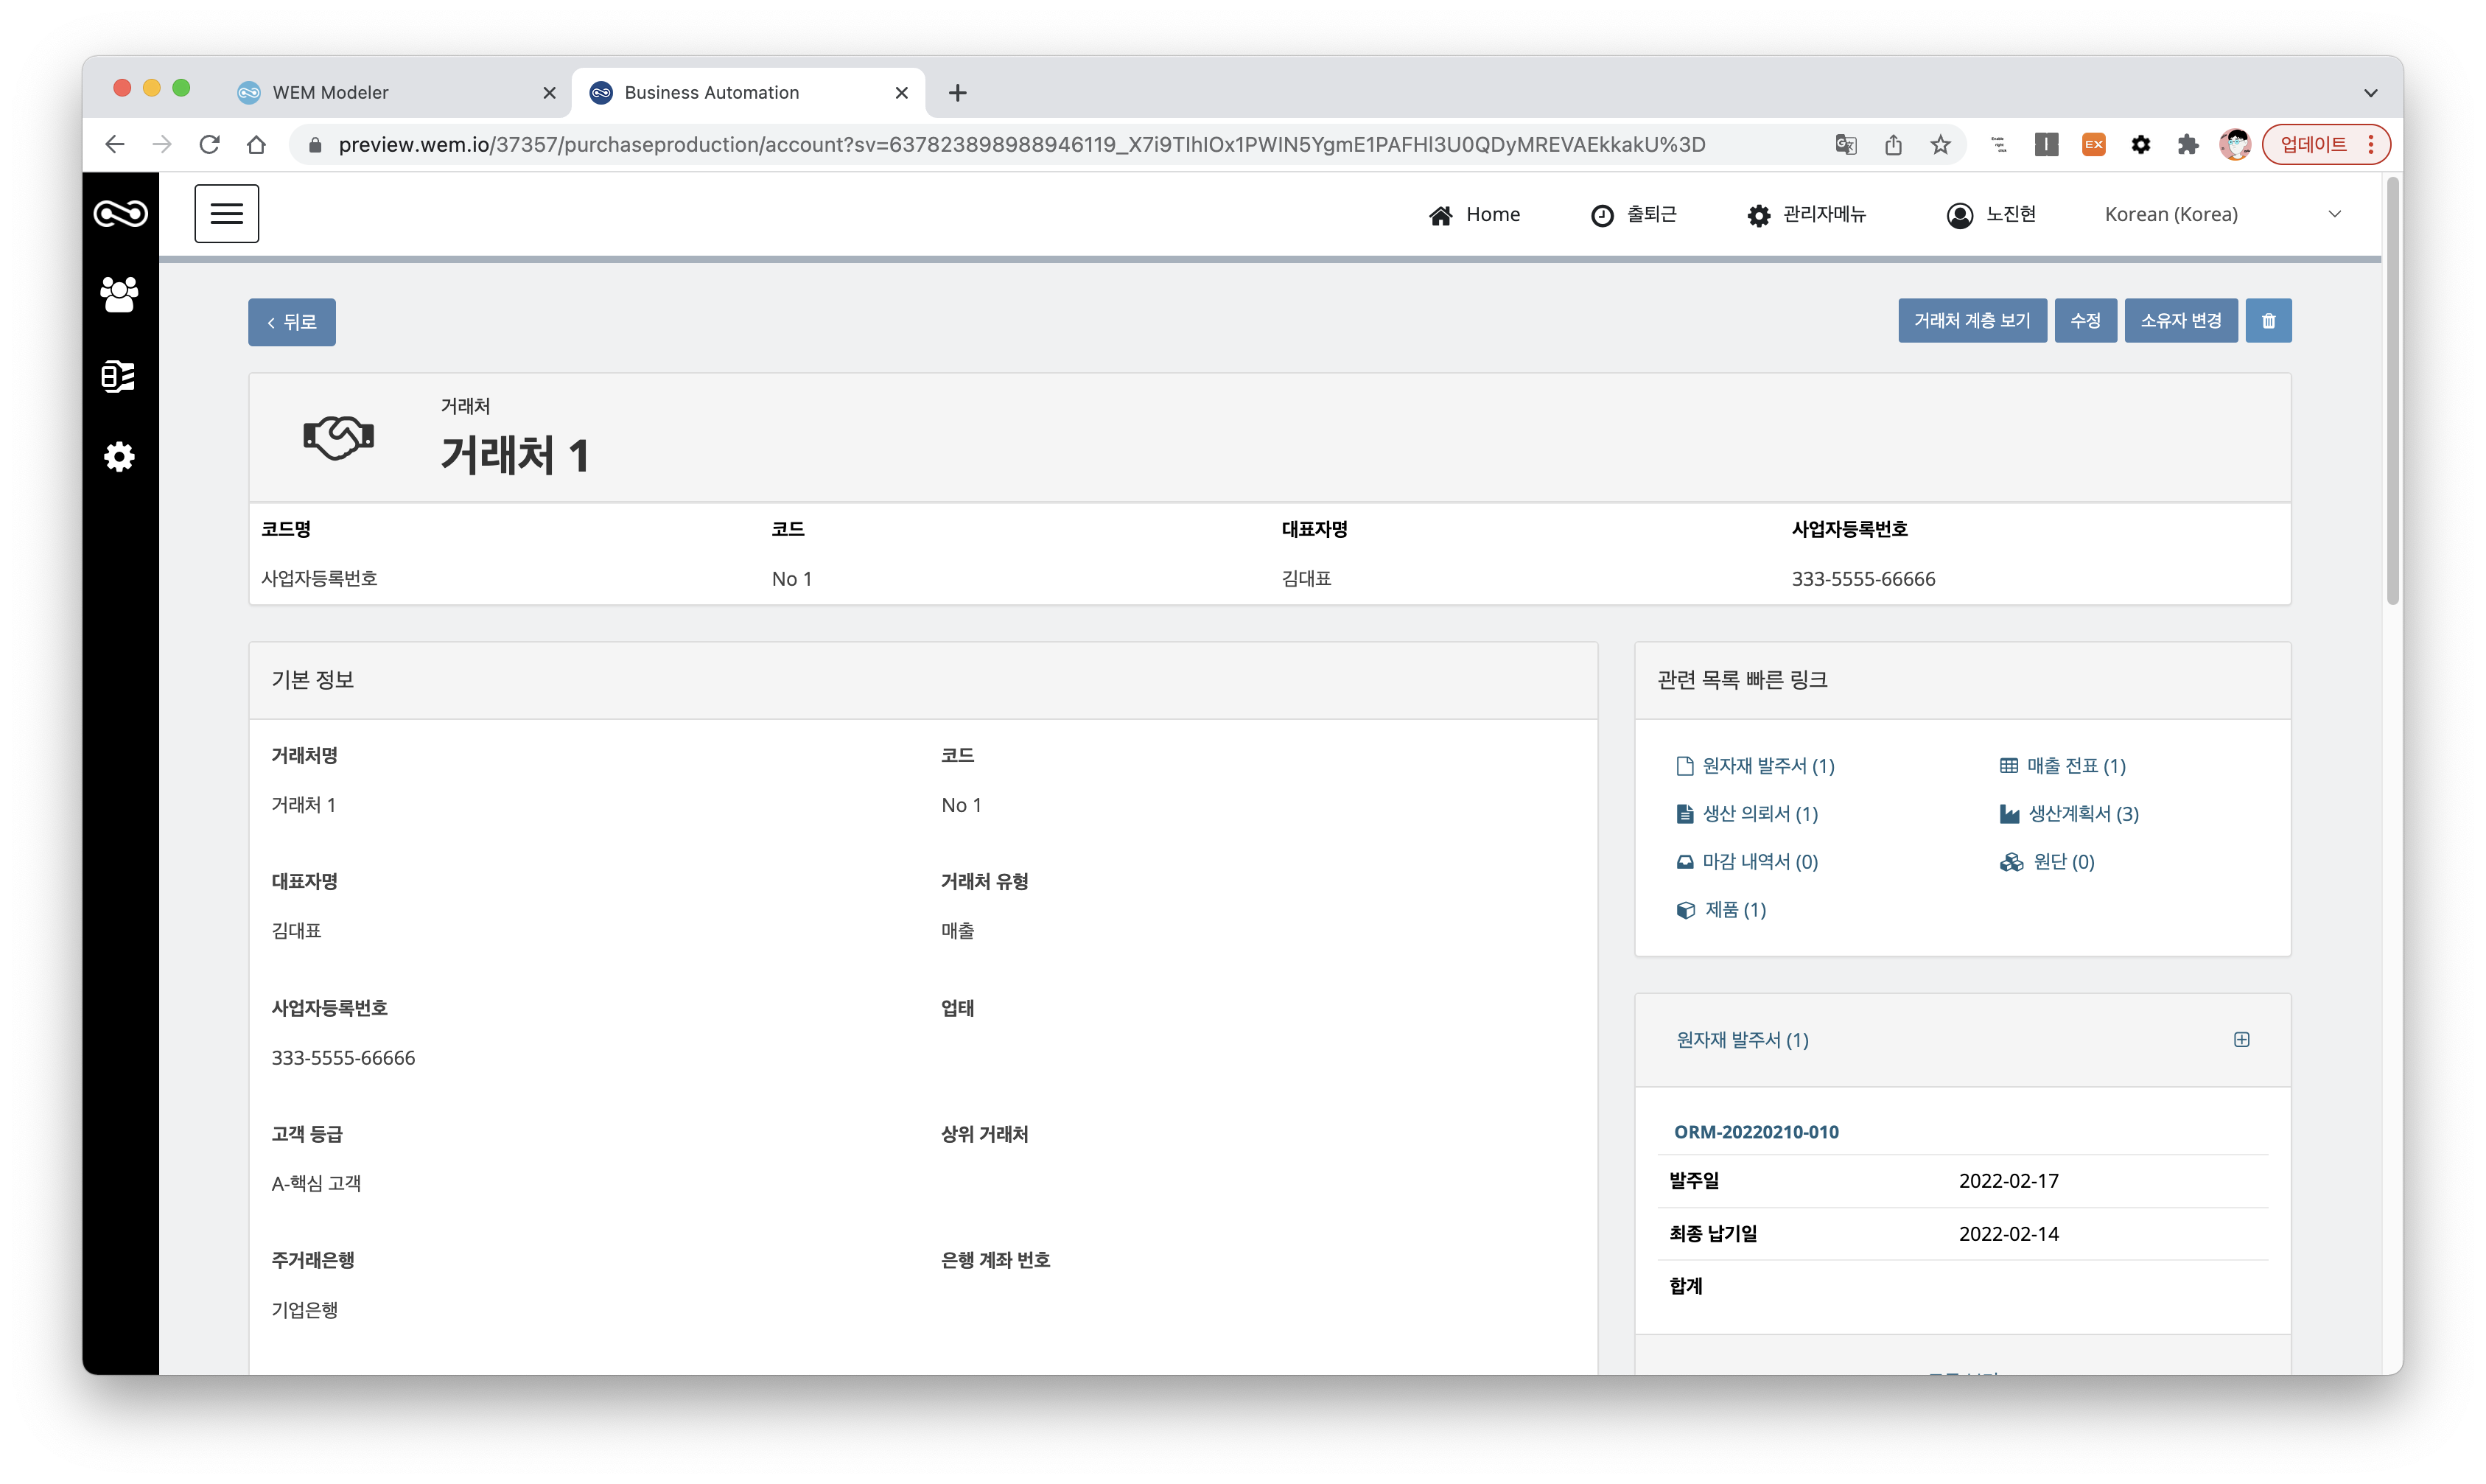 WEM Modeler
Business Automation
preview.wem.io/37357/purchaseproduction/account?sv=637823898988946119_X7i9TIhIOx1PWIN5YgmE1PAFHl3U0QDyMREVAEkkakU%3D
EX
업데이트
Home
출퇴근
관리자메뉴
노진현
Korean (Korea)
뒤로
거래처 계층 보기
수정
소유자 변경
거래처
거래처 1
코드명
코드
대표자명
사업자등록번호
사업자등록번호
No 1
김대표
333-5555-66666
기본 정보
거래처명
코드
거래처 1
No 1
대표자명
거래처 유형
김대표
매출
사업자등록번호
업태
333-5555-66666
고객 등급
상위 거래처
A-핵심 고객
주거래은행
은행 계좌 번호
기업은행
관련 목록 빠른 링크
원자재 발주서 (1)
매출 전표 (1)
생산 의뢰서 (1)
생산계획서 (3)
마감 내역서 (0)
원단 (0)
제품 (1)
원자재 발주서 (1)
ORM-20220210-010
발주일 2022-02-17
최종 납기일 2022-02-14
합계